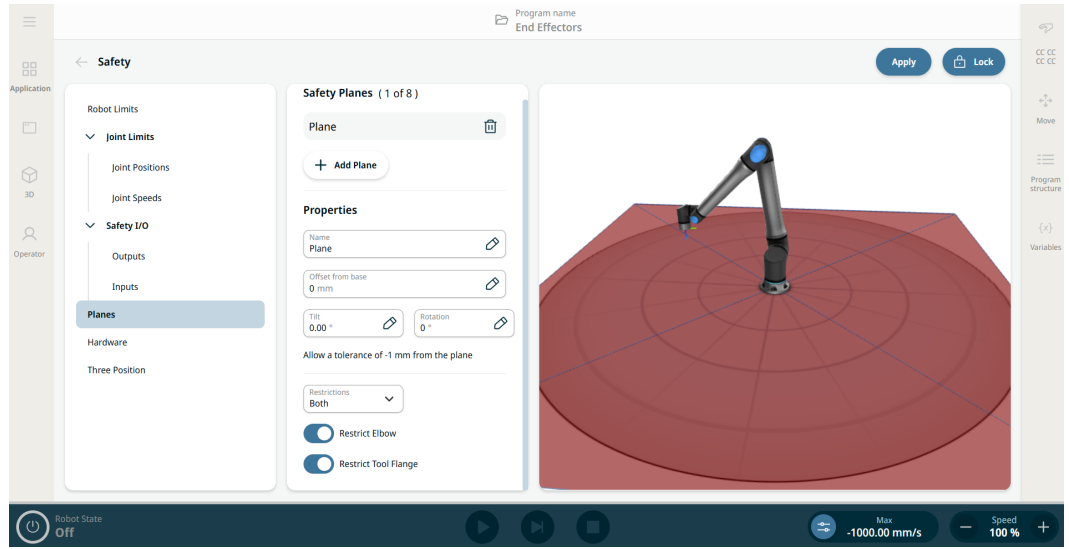 Program name
End Effectors
Safety
Apply
Lock
CC CC
CC CC
Application
3D
Operator
Robot Limits
Joint Limits
Joint Positions
Joint Speeds
Safety I/O
Outputs
Inputs
Planes
Hardware
Three Position
Safety Planes ( 1 of 8 )
Plane
Add Plane
Properties
Name
Plane
Offset from base
0 mm
Tilt
0.00 °
Rotation
0 °
Allow a tolerance of -1 mm from the plane
Restrictions
Both
Restrict Elbow
Restrict Tool Flange
Move
Program
structure
{x}
Variables
Robot State
Off
Max
-1000.00 mm/s
Speed
100 %